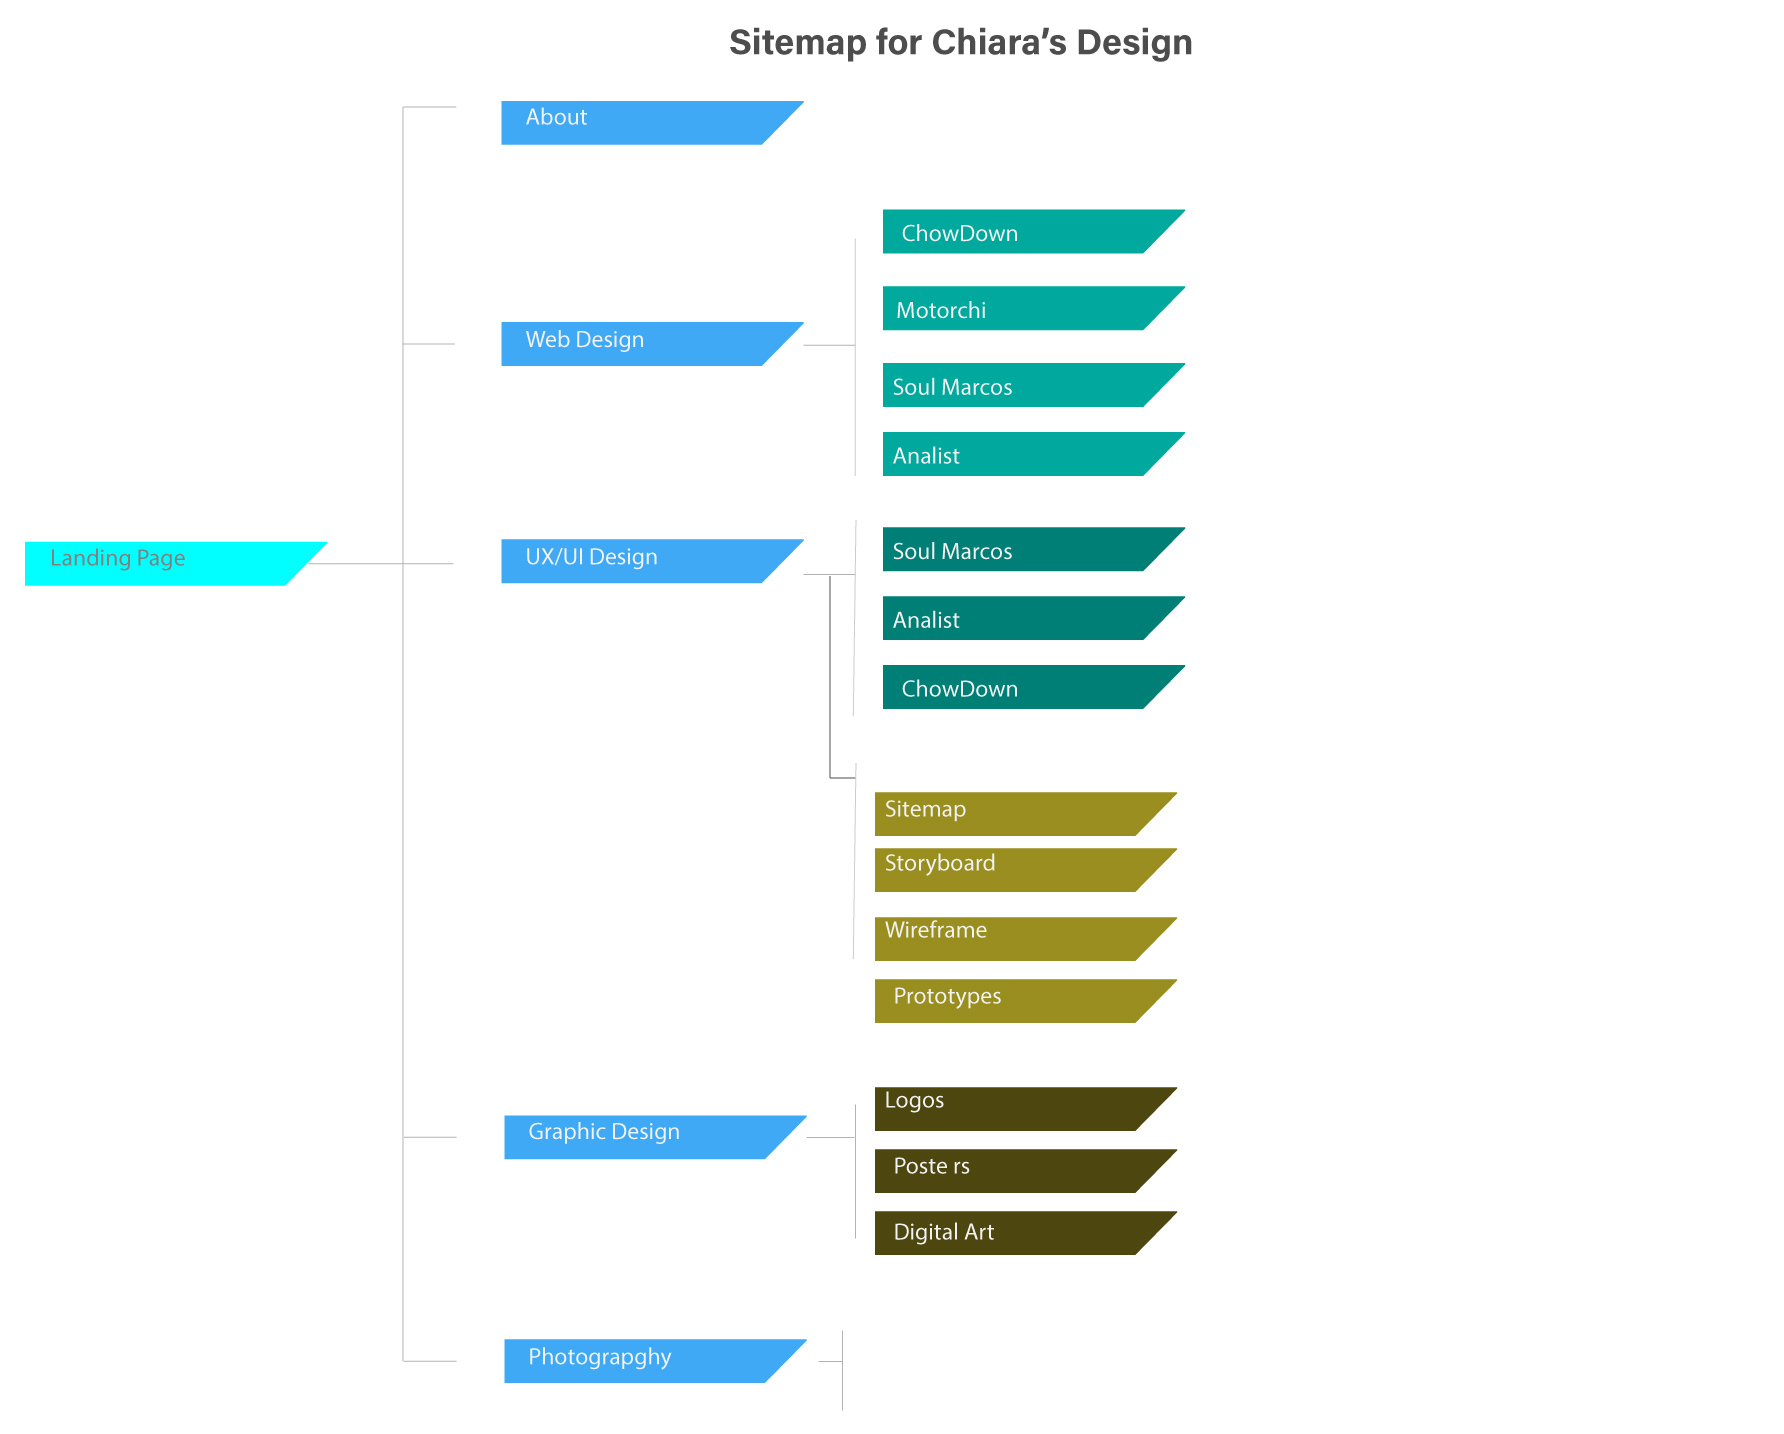 Sitemap for Chiara’s Design
About
ChowDown
Motorchi
Web Design
Soul Marcos
Analist
Landing Page
UX/UI Design
Soul Marcos
Analist
ChowDown
Sitemap
Storyboard
Wireframe
Prototypes
Logos
Graphic Design
Poste rs
Digital Art
Photograpghy